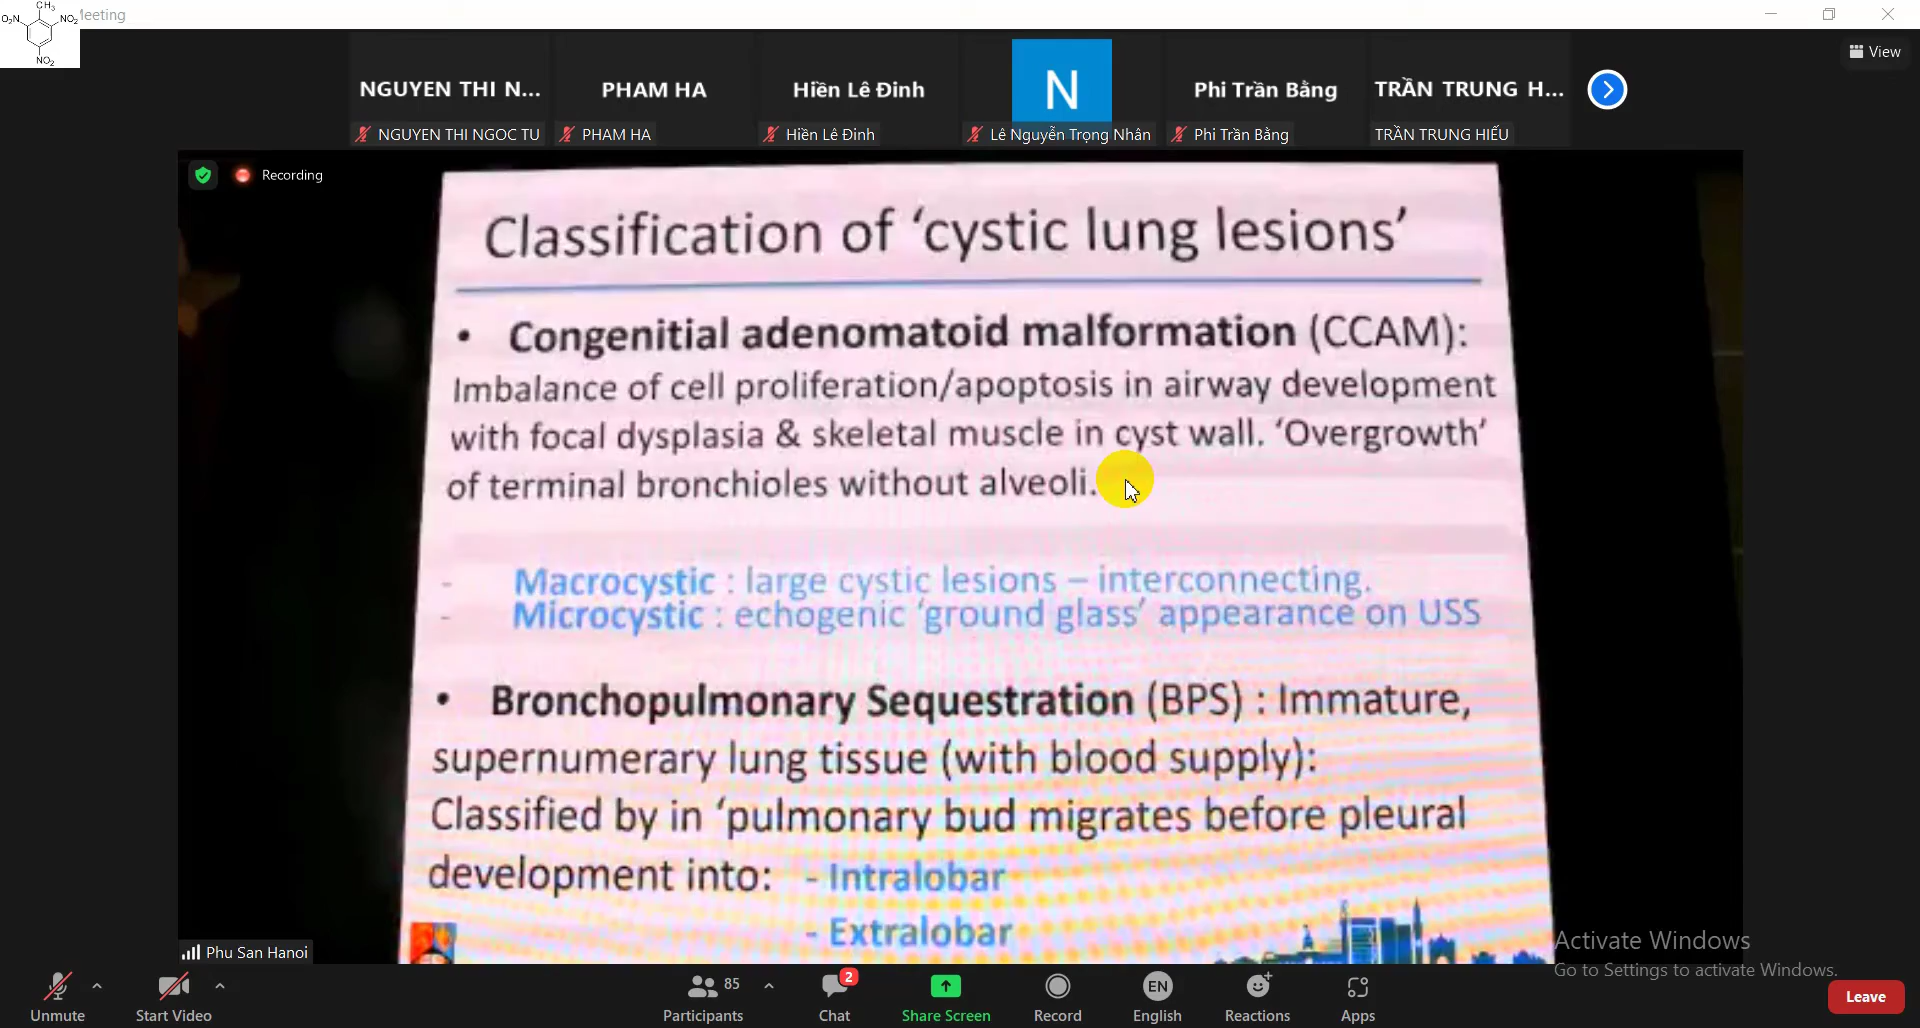 Meeting
CH₃
O₂N NO₂
NO₂
View
NGUYEN THI N... PHAM HA Hiền Lê Đinh N Phi Trần Bằng TRẦN TRUNG H...
NGUYEN THI NGOC TU PHAM HA Hiền Lê Đinh Lê Nguyễn Trọng Nhân Phi Trần Bằng TRẦN TRUNG HIẾU
Recording
Classification of ‘cystic lung lesions’
• Congenitial adenomatoid malformation (CCAM):
Imbalance of cell proliferation/apoptosis in airway development
with focal dysplasia & skeletal muscle in cyst wall. ‘Overgrowth’
of terminal bronchioles without alveoli.
- Macrocystic : large cystic lesions – interconnecting.
- Microcystic : echogenic ‘ground glass’ appearance on USS
• Bronchopulmonary Sequestration (BPS) : Immature,
supernumerary lung tissue (with blood supply):
Classified by in ‘pulmonary bud migrates before pleural
development into: - Intralobar
- Extralobar
Phu San Hanoi
Activate Windows
Go to Settings to activate Windows.
85 2 EN
Unmute Start Video Participants Chat Share Screen Record English Reactions Apps Leave